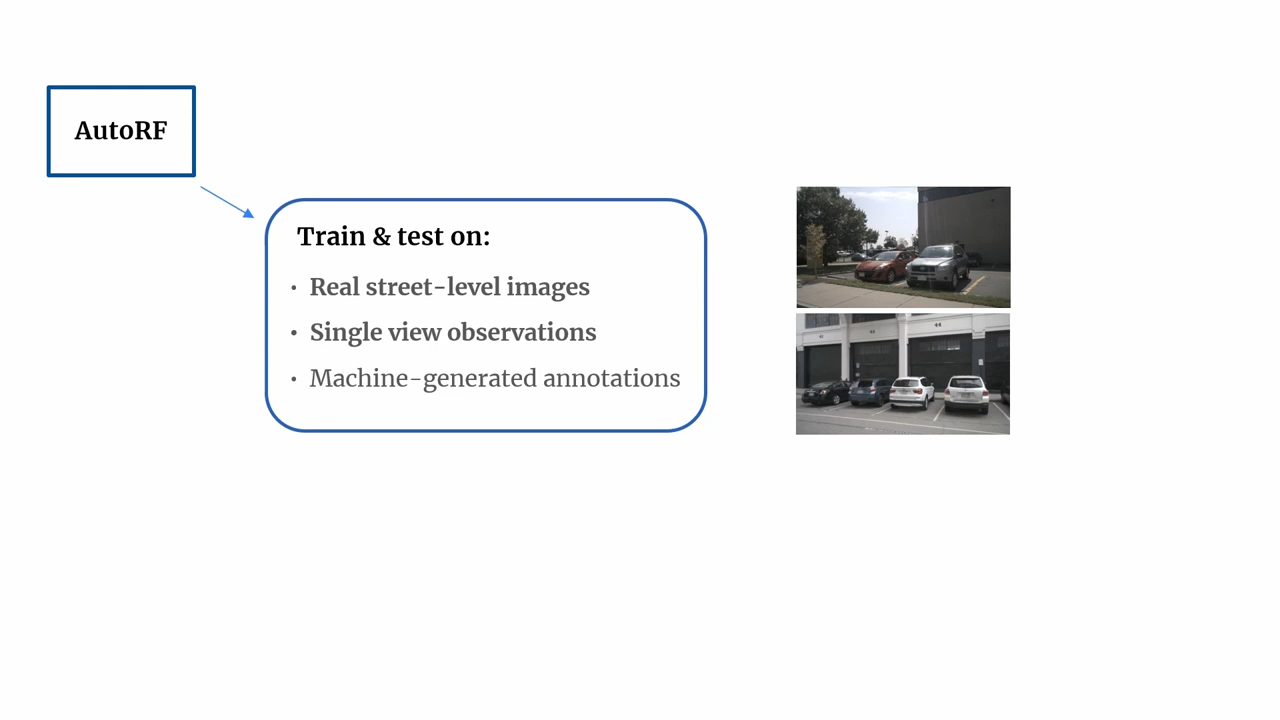 AutoRF
Train & test on:
• Real street-level images
• Single view observations
• Machine-generated annotations